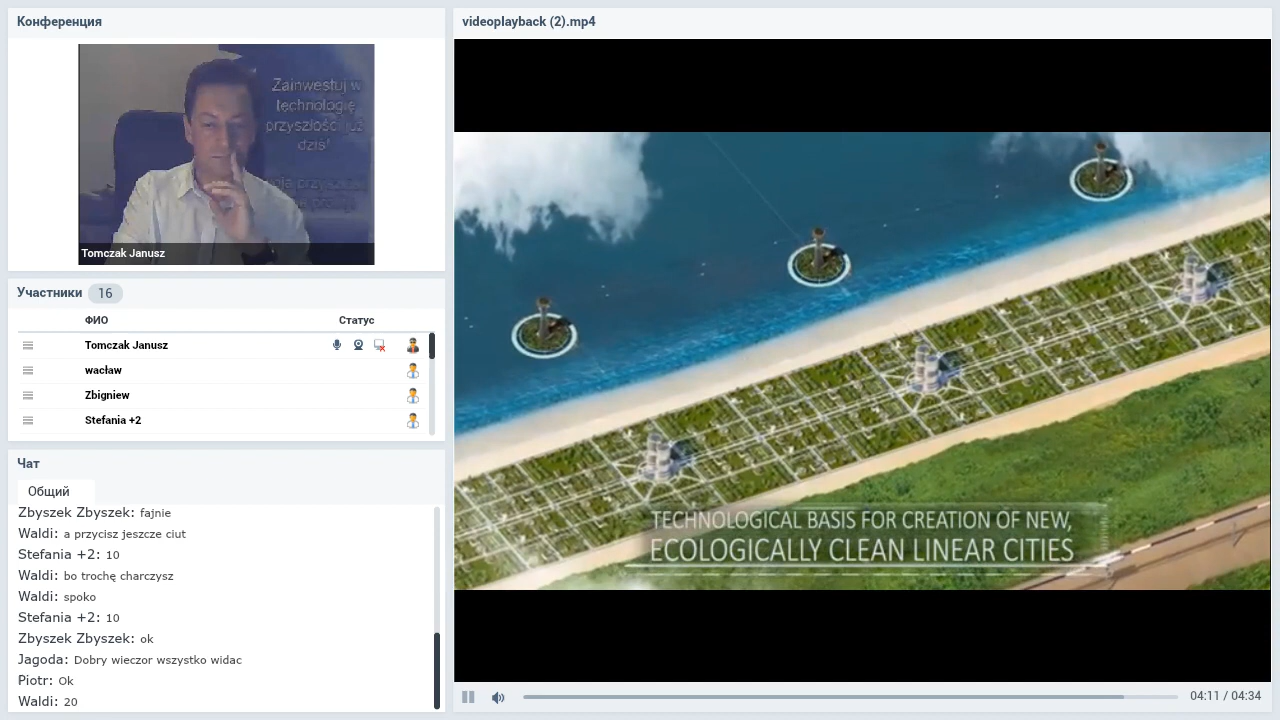 Конференция
Zainwestuj w
technologię
przyszłości już
dziś!
Tomczak Janusz
Участники 16
ФИО Статус
Tomczak Janusz
wacław
Zbigniew
Stefania +2
Чат
Общий
Zbyszek Zbyszek: fajnie
Waldi: a przycisz jeszcze ciut
Stefania +2: 10
Waldi: bo trochę charczysz
Waldi: spoko
Stefania +2: 10
Zbyszek Zbyszek: ok
Jagoda: Dobry wieczor wszystko widac
Piotr: Ok
Waldi: 20
videoplayback (2).mp4
TECHNOLOGICAL BASIS FOR CREATION OF NEW,
ECOLOGICALLY CLEAN LINEAR CITIES
04:11 / 04:34